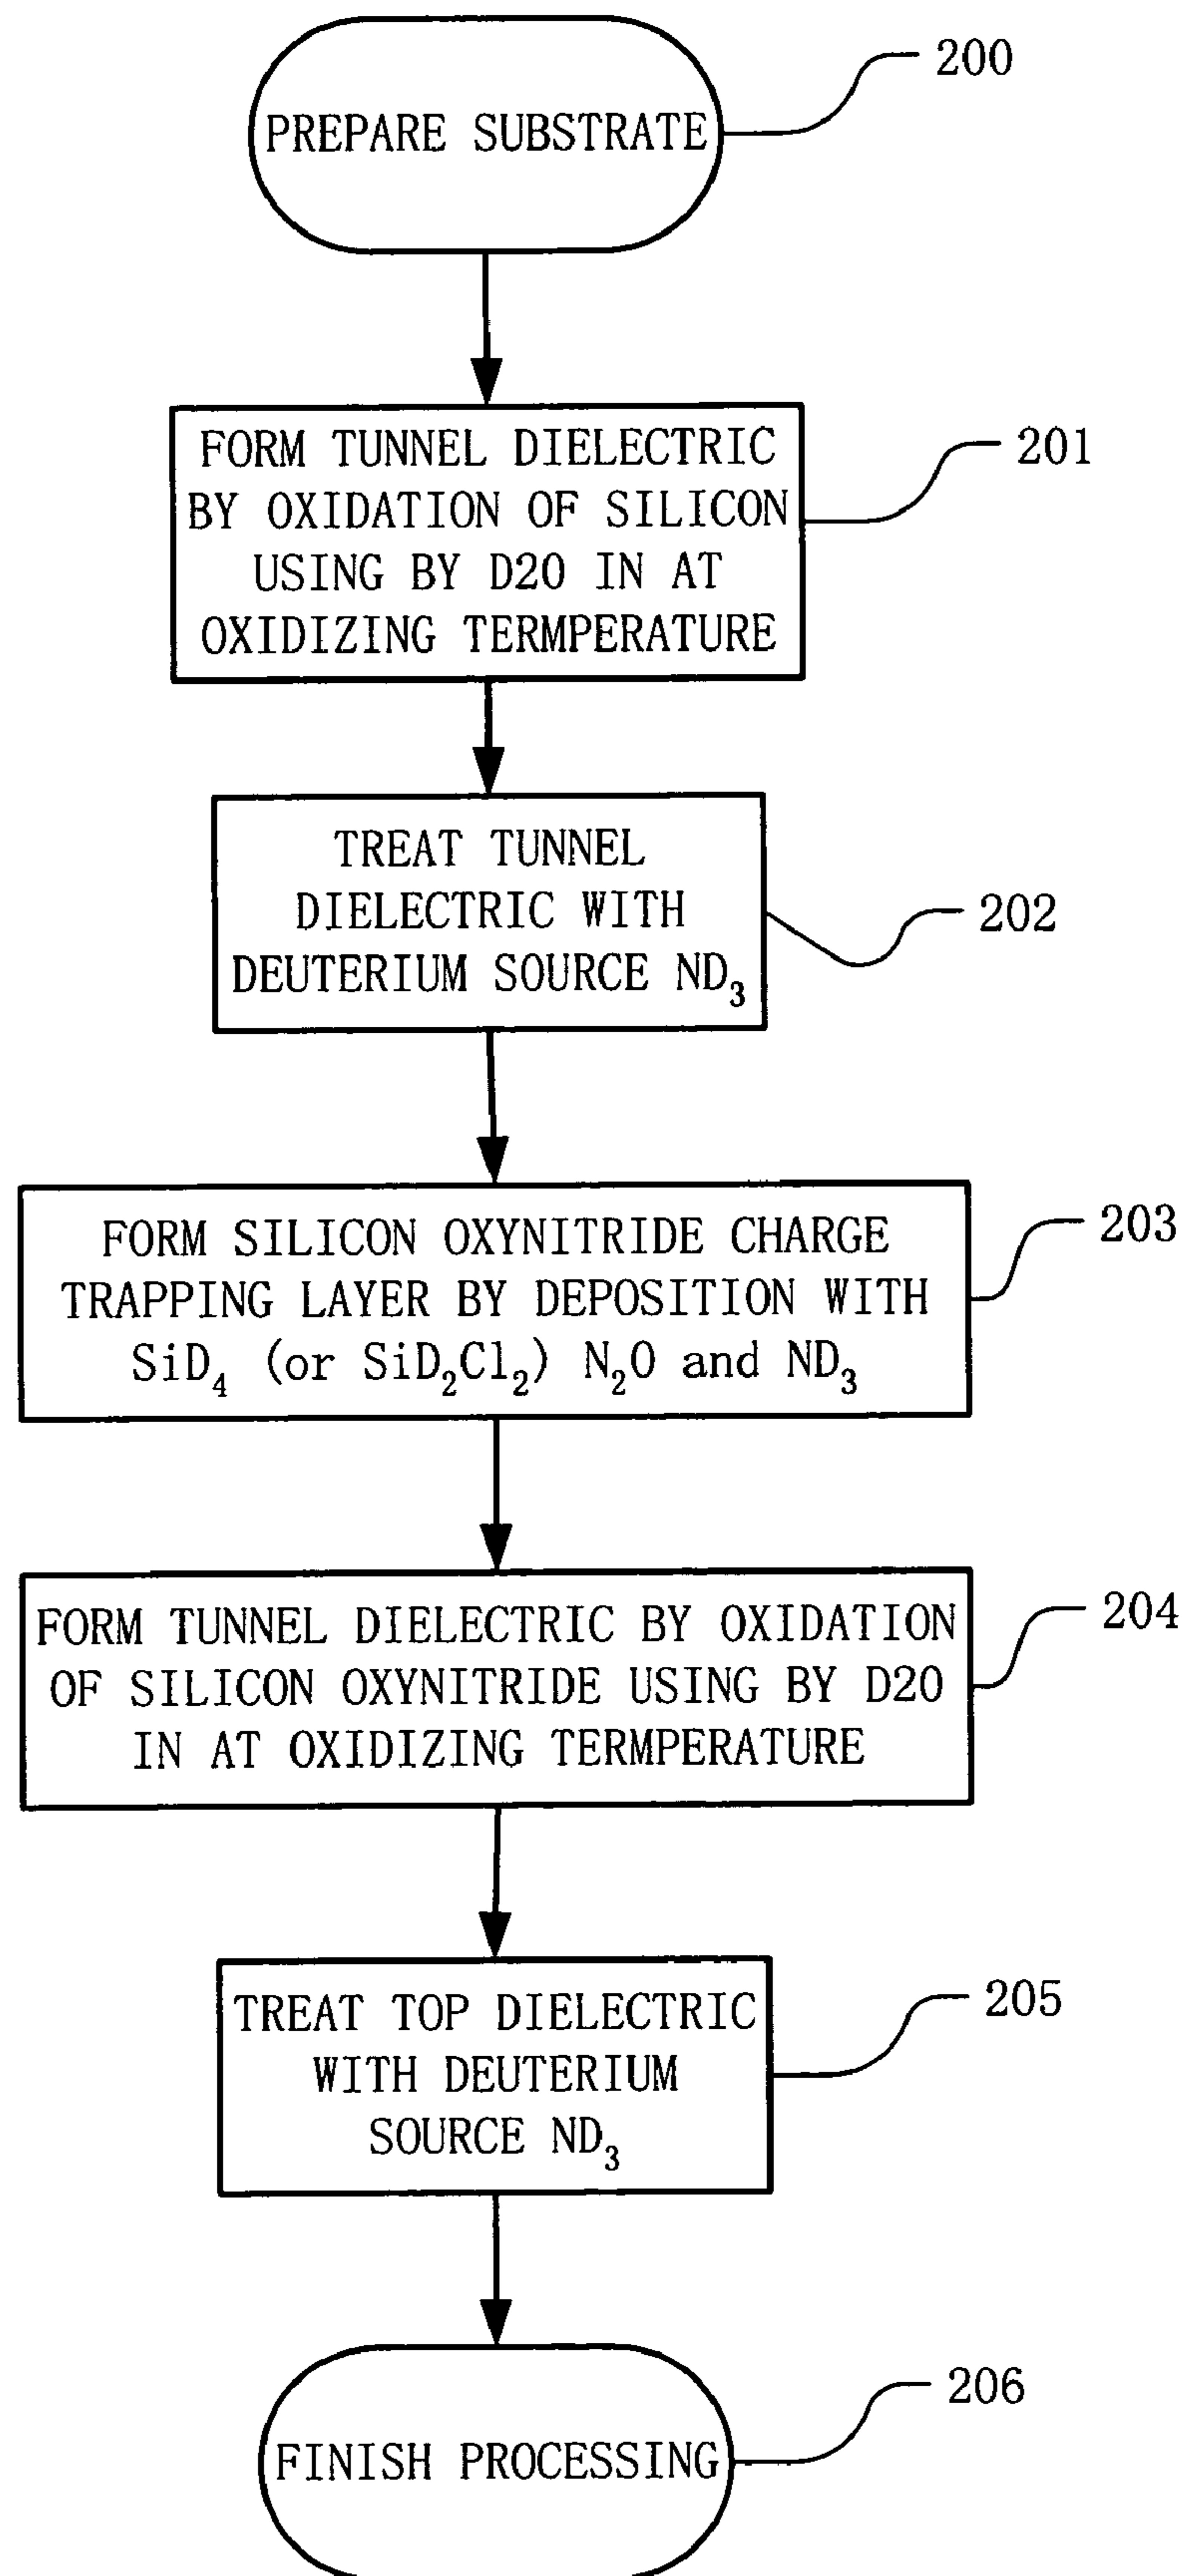 PREPARE SUBSTRATE
200
FORM TUNNEL DIELECTRIC
BY OXIDATION OF SILICON
USING BY D2O IN AT
OXIDIZING TERMPERATURE
201
TREAT TUNNEL
DIELECTRIC WITH
DEUTERIUM SOURCE ND₃
202
FORM SILICON OXYNITRIDE CHARGE
TRAPPING LAYER BY DEPOSITION WITH
SiD₄ (or SiD₂Cl₂) N₂O and ND₃
203
FORM TUNNEL DIELECTRIC BY OXIDATION
OF SILICON OXYNITRIDE USING BY D2O
IN AT OXIDIZING TERMPERATURE
204
TREAT TOP DIELECTRIC
WITH DEUTERIUM
SOURCE ND₃
205
FINISH PROCESSING
206